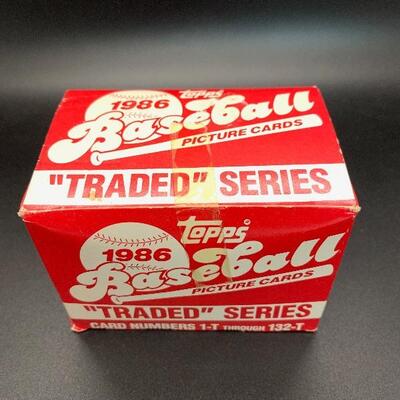 topps
1986
Baseball
PICTURE CARDS
"TRADED" SERIES
topps
1986
Baseball
PICTURE CARDS
"TRADED" SERIES
CARD NUMBERS 1-T THROUGH 132-T